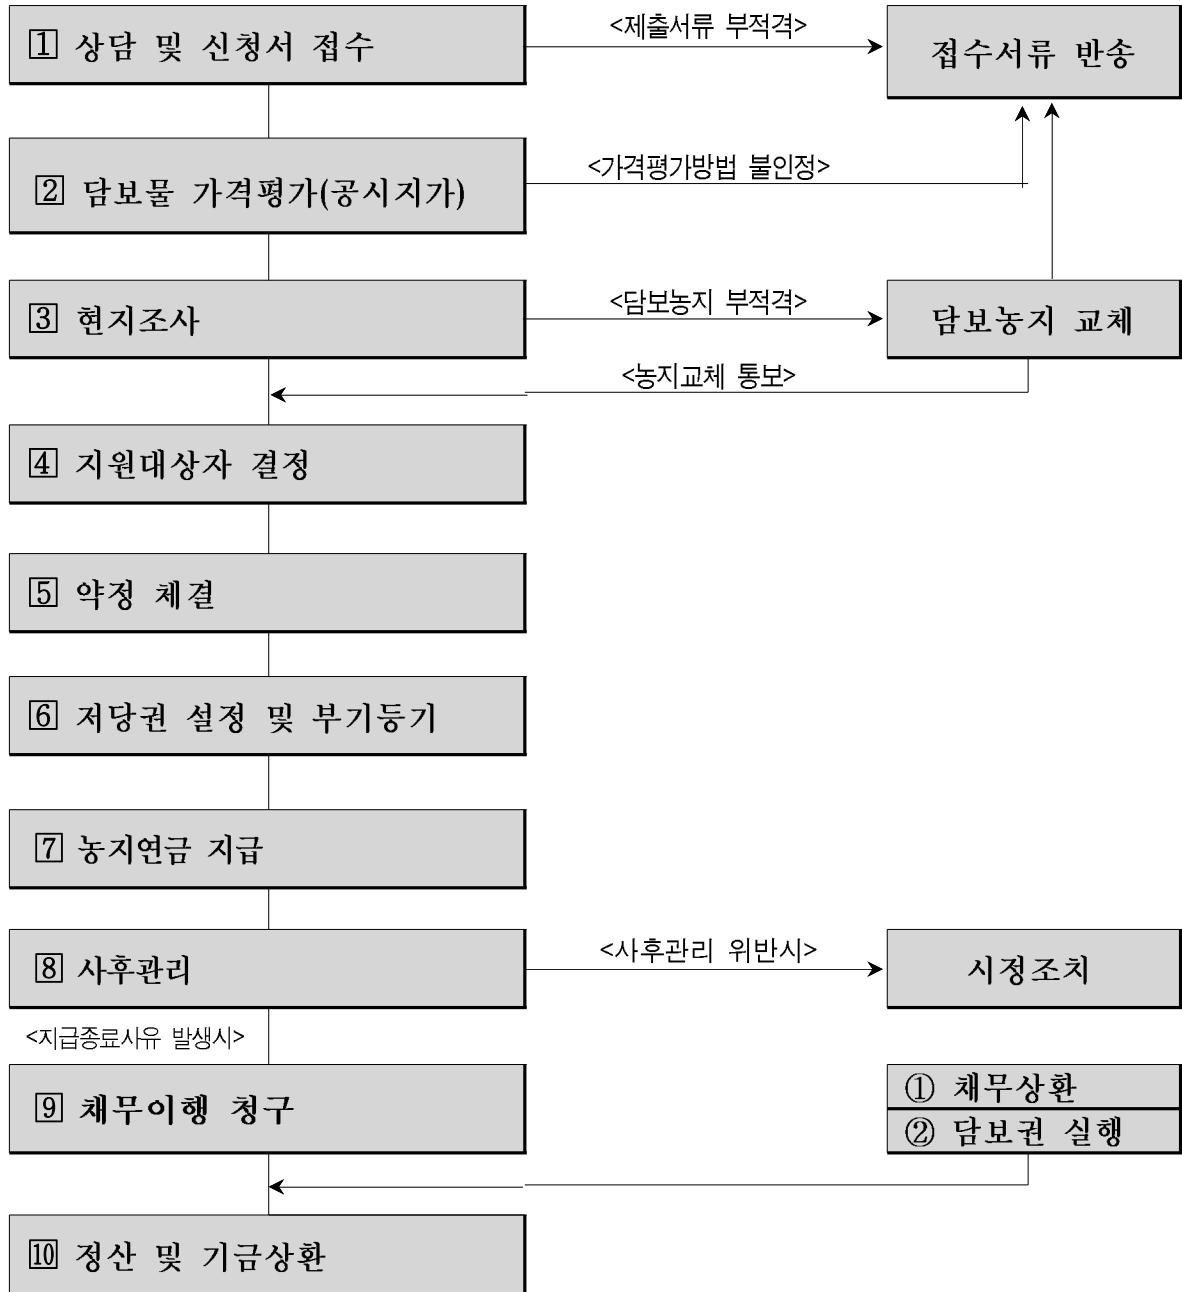 1 상담 및 신청서 접수
<제출서류 부적격>
접수서류 반송
2 담보물 가격평가(공시지가)
<가격평가방법 불인정>
3 현지조사
<담보농지 부적격>
담보농지 교체
<농지교체 통보>
4 지원대상자 결정
5 약정 체결
6 저당권 설정 및 부기등기
7 농지연금 지급
8 사후관리
<사후관리 위반시>
시정조치
<지급종료사유 발생시>
9 채무이행 청구
① 채무상환
② 담보권 실행
10 정산 및 기금상환